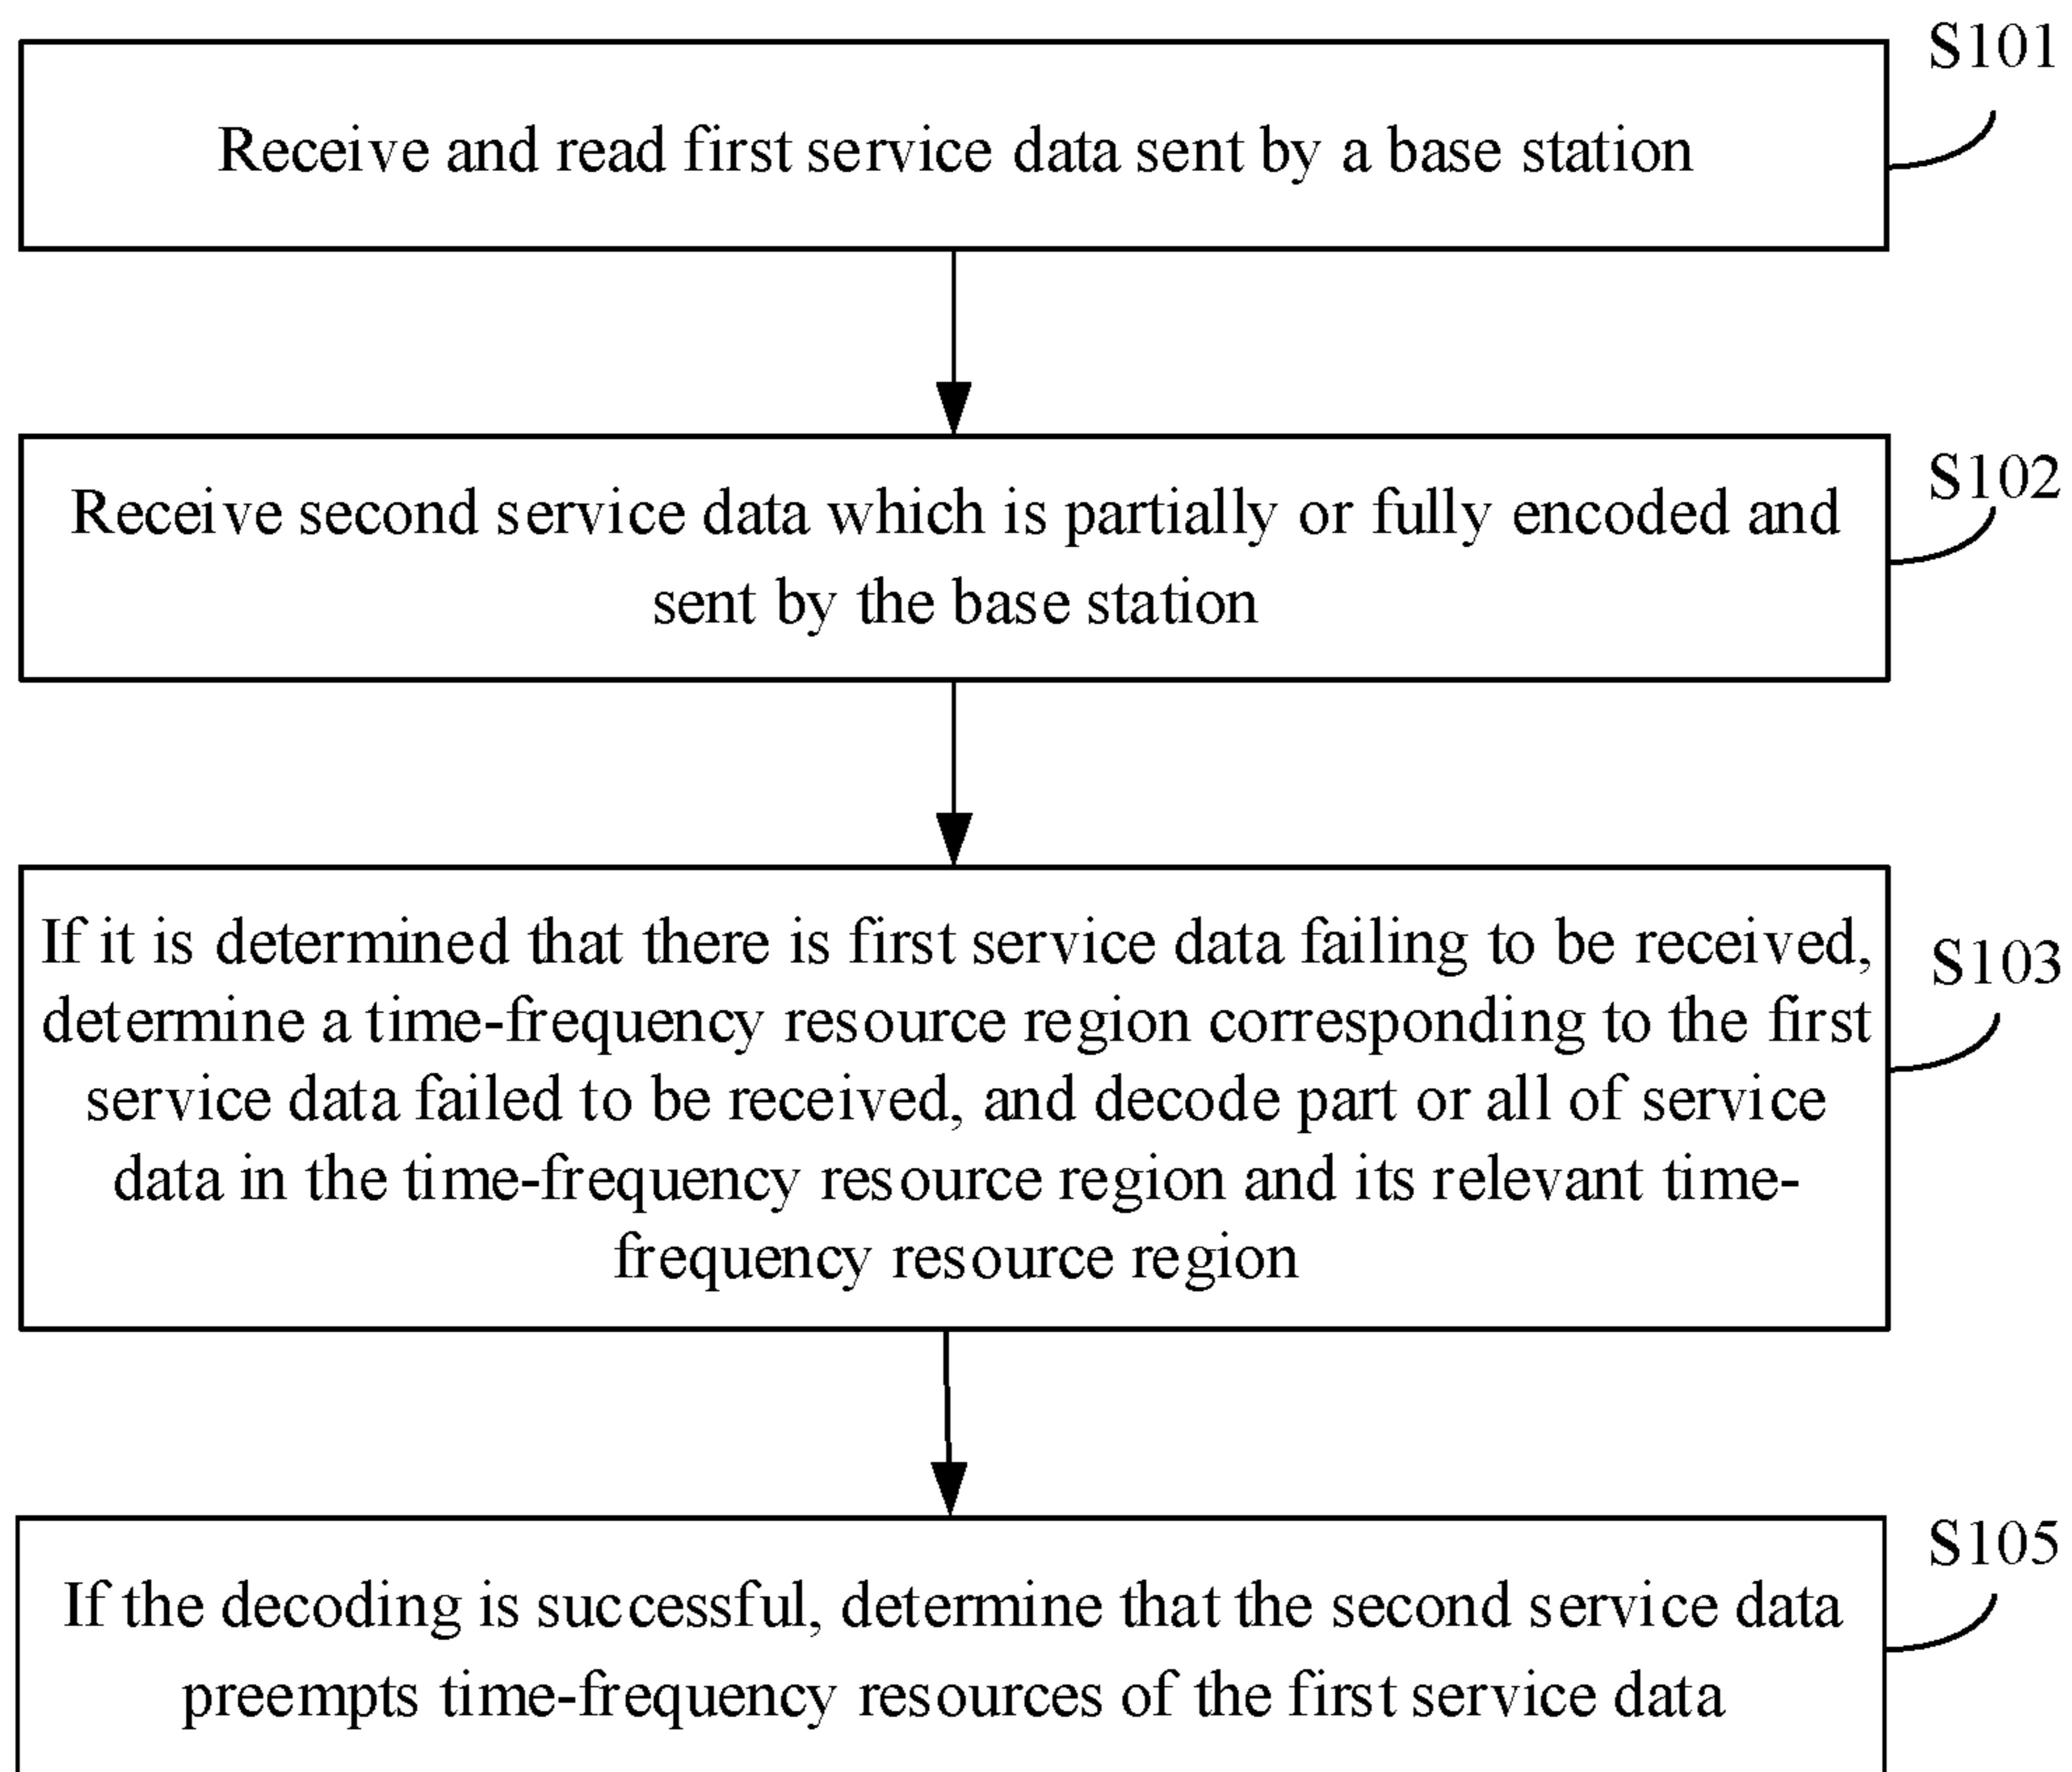 S101
Receive and read first service data sent by a base station
S102
Receive second service data which is partially or fully encoded and
sent by the base station
S103
If it is determined that there is first service data failing to be received,
determine a time-frequency resource region corresponding to the first
service data failed to be received, and decode part or all of service
data in the time-frequency resource region and its relevant time-
frequency resource region
S105
If the decoding is successful, determine that the second service data
preempts time-frequency resources of the first service data